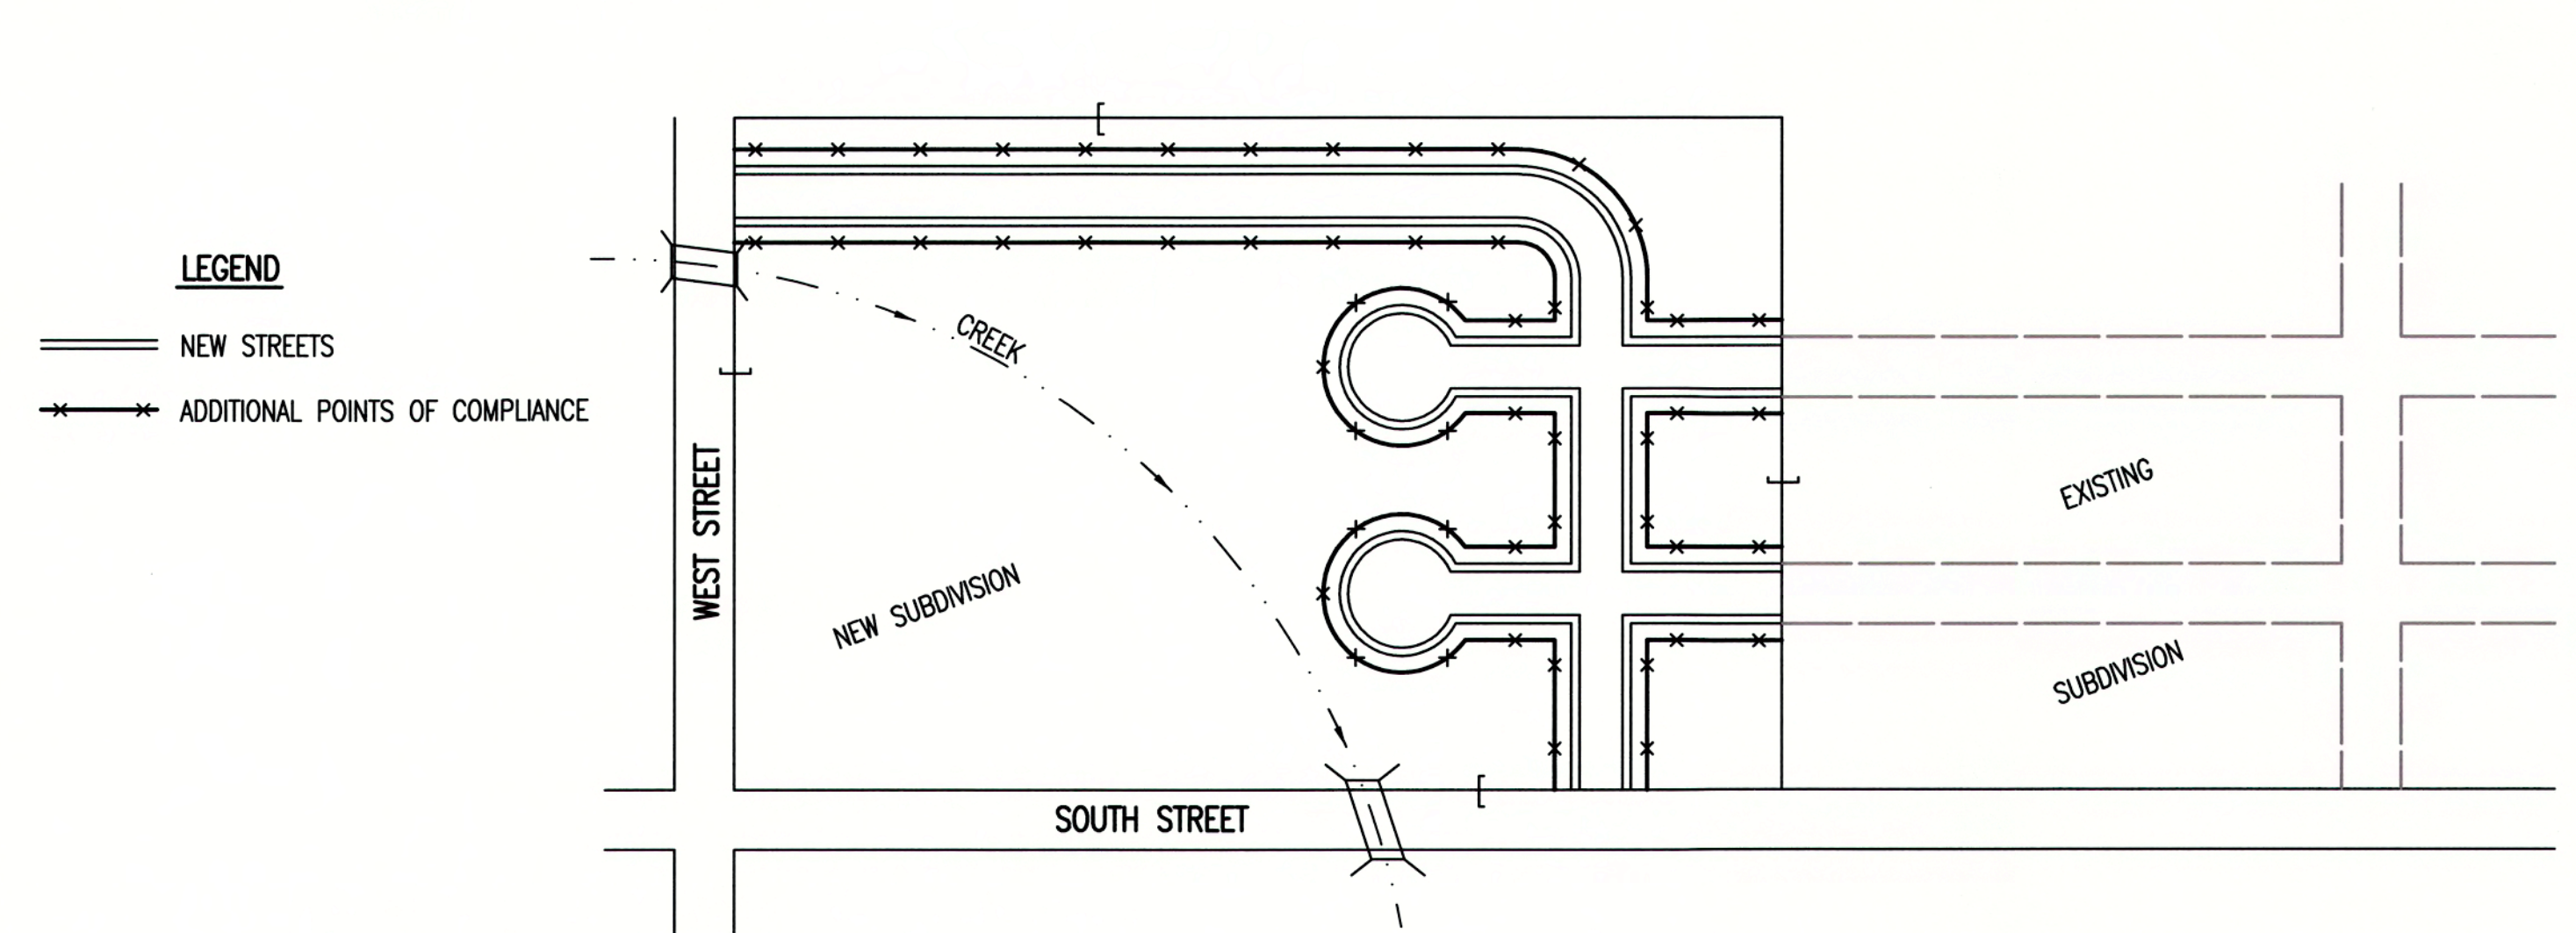 LEGEND
NEW STREETS
ADDITIONAL POINTS OF COMPLIANCE
CREEK
WEST STREET
NEW SUBDIVISION
SOUTH STREET
EXISTING
SUBDIVISION